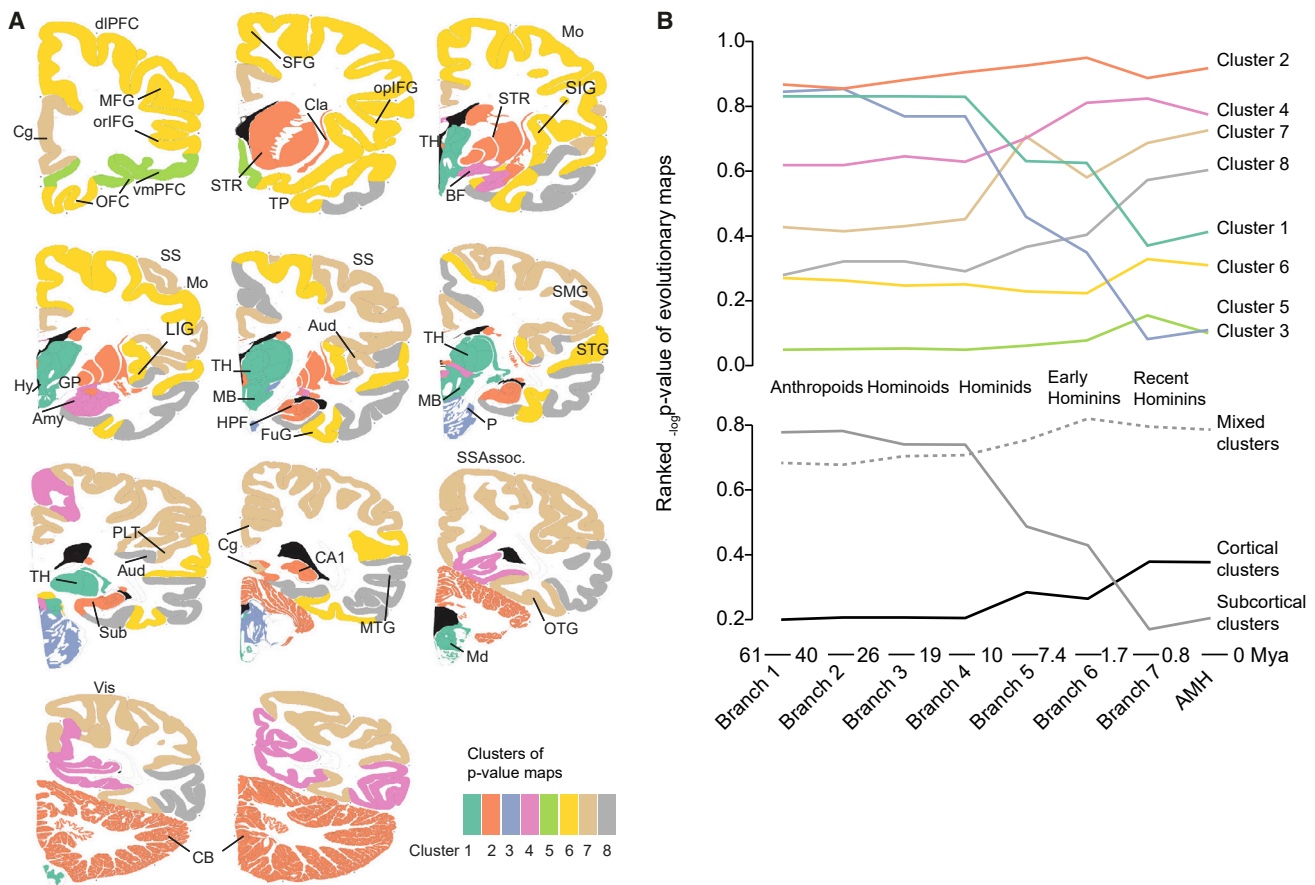 A
dlPFC
MFG
orIFG
Cg
OFC
vmPFC
SFG
opIFG
Cla
STR
TP
Mo
SIG
STR
TH
BF
SS
Mo
LIG
Hy
GP
Amy
SS
Aud
TH
MB
HPF
FuG
SMG
TH
STG
MB
P
PLT
Aud
TH
Sub
Cg
CA1
MTG
SSAssoc.
OTG
Md
Vis
CB
Clusters of
p-value maps
Cluster 1 2 3 4 5 6 7 8
B
Ranked -log p-value of evolutionary maps
1.0
0.8
0.6
0.4
0.2
0.0
Cluster 2
Cluster 4
Cluster 7
Cluster 8
Cluster 1
Cluster 6
Cluster 5
Cluster 3
Anthropoids Hominoids Hominids Early Hominins Recent Hominins
0.8
0.6
0.4
0.2
Mixed
clusters
Cortical
clusters
Subcortical
clusters
61 — 40 — 26 — 19 — 10 — 7.4 — 1.7 — 0.8 — 0 Mya
Branch 1
Branch 2
Branch 3
Branch 4
Branch 5
Branch 6
Branch 7
AMH